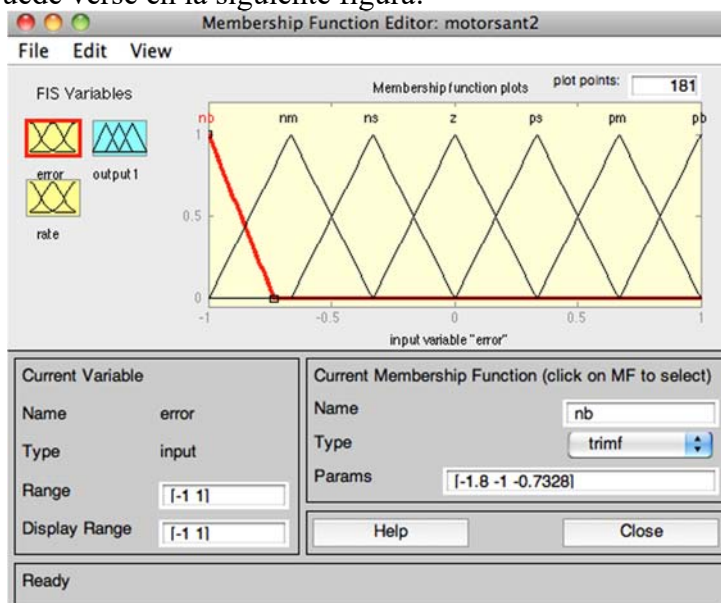 uede verse en la siguiente figura.
Membership Function Editor: motorsant2
File Edit View
FIS Variables
Membership function plots
plot points: 181
error
output1
rate
nb nm ns z ps pm pb
1
0.5
0
-1 -0.5 0 0.5 1
input variable "error"
Current Variable
Name error
Type input
Range [-1 1]
Display Range [-1 1]
Current Membership Function (click on MF to select)
Name nb
Type trimf
Params [-1.8 -1 -0.7328]
Help Close
Ready